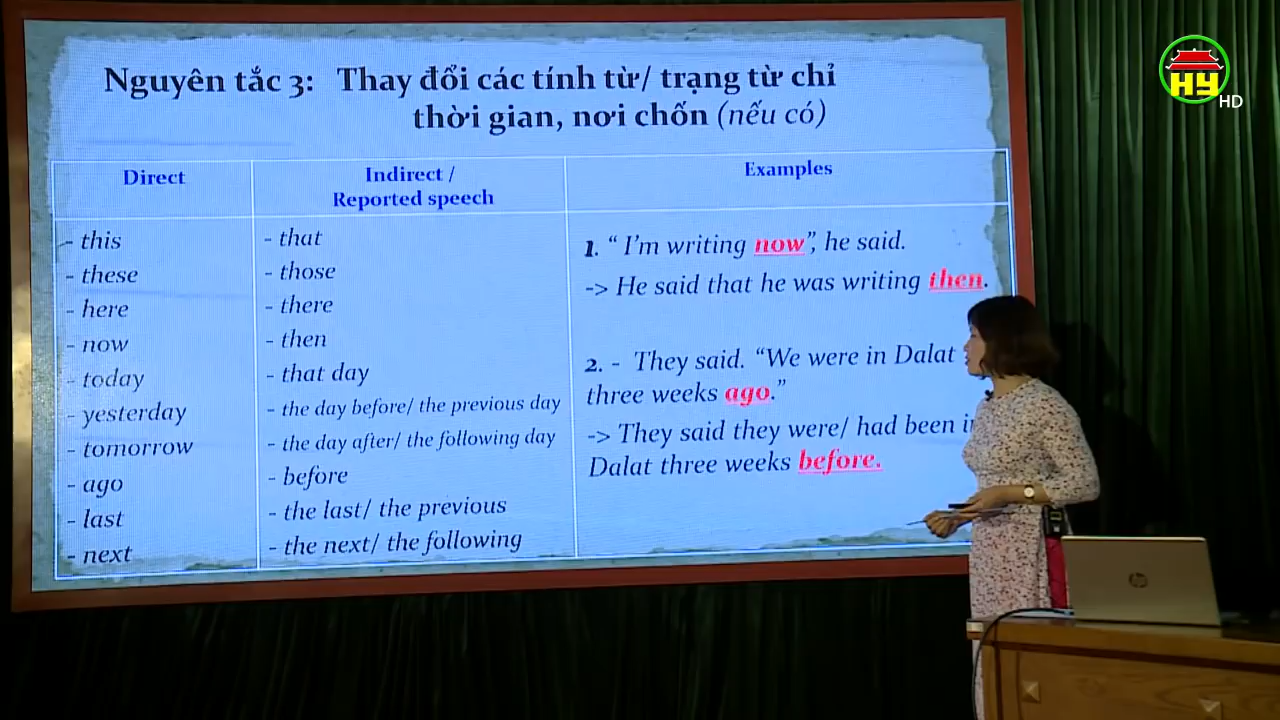 Nguyên tắc 3: Thay đổi các tính từ/ trạng từ chỉ
thời gian, nơi chốn (nếu có)
Direct
Indirect /
Reported speech
Examples
- this
- that
- these
- those
- here
- there
- now
- then
- today
- that day
- yesterday
- the day before/ the previous day
- tomorrow
- the day after/ the following day
- ago
- before
- last
- the last/ the previous
- next
- the next/ the following
1. “ I’m writing now”, he said.
-> He said that he was writing then.
2. - They said. “We were in Dalat
three weeks ago.”
-> They said they were/ had been
Dalat three weeks before.
HY
HD
hp